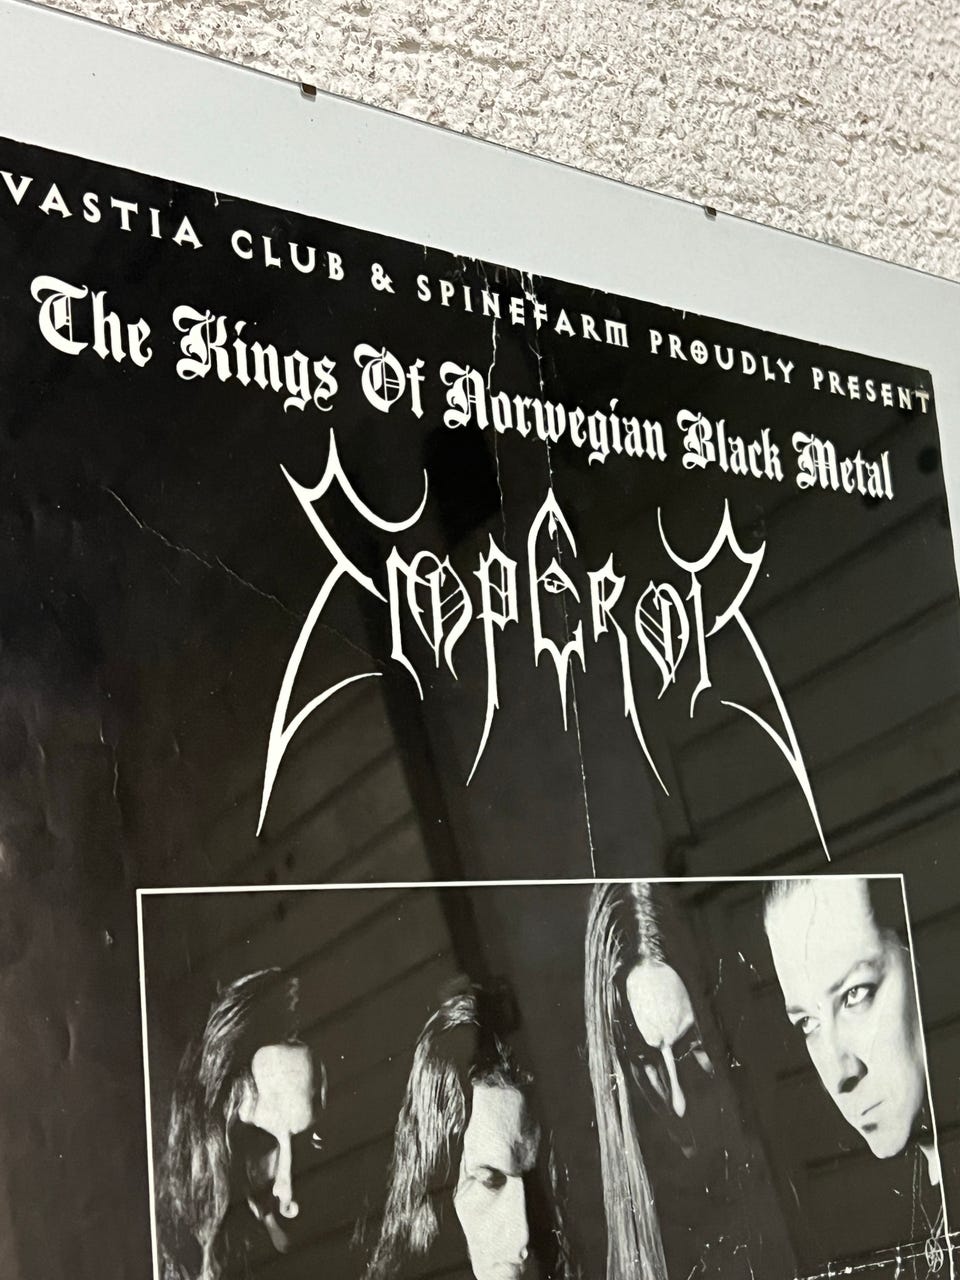 VASTIA CLUB & SPINEFARM PROUDLY PRESENT
The Kings Of Norwegian Black Metal
EMPEROR